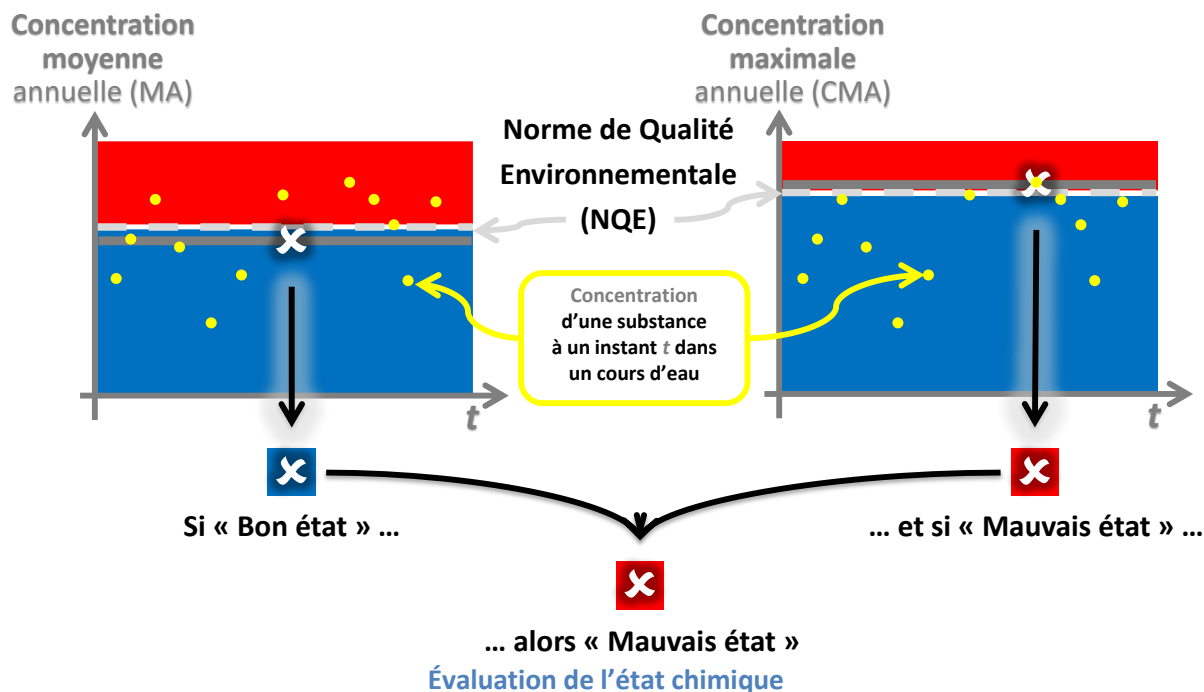 Concentration
moyenne
annuelle (MA)
Concentration
maximale
annuelle (CMA)
Norme de Qualité
Environnementale
(NQE)
Concentration
d’une substance
à un instant t dans
un cours d’eau
t
t
Si « Bon état » …
… et si « Mauvais état » …
… alors « Mauvais état »
Évaluation de l’état chimique